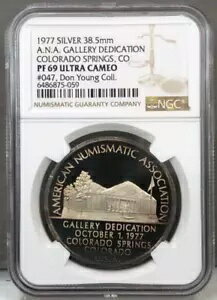 1977 SILVER 38.5mm
A.N.A. GALLERY DEDICATION
COLORADO SPRINGS, CO
PF 69 ULTRA CAMEO
#047, Don Young Coll.
6486875-059
NUMISMATIC GUARANTY COMPANY
NGC
AMERICAN NUMISMATIC ASSOCIATION
GALLERY DEDICATION
OCTOBER 1, 1977
COLORADO SPRINGS
COLORADO